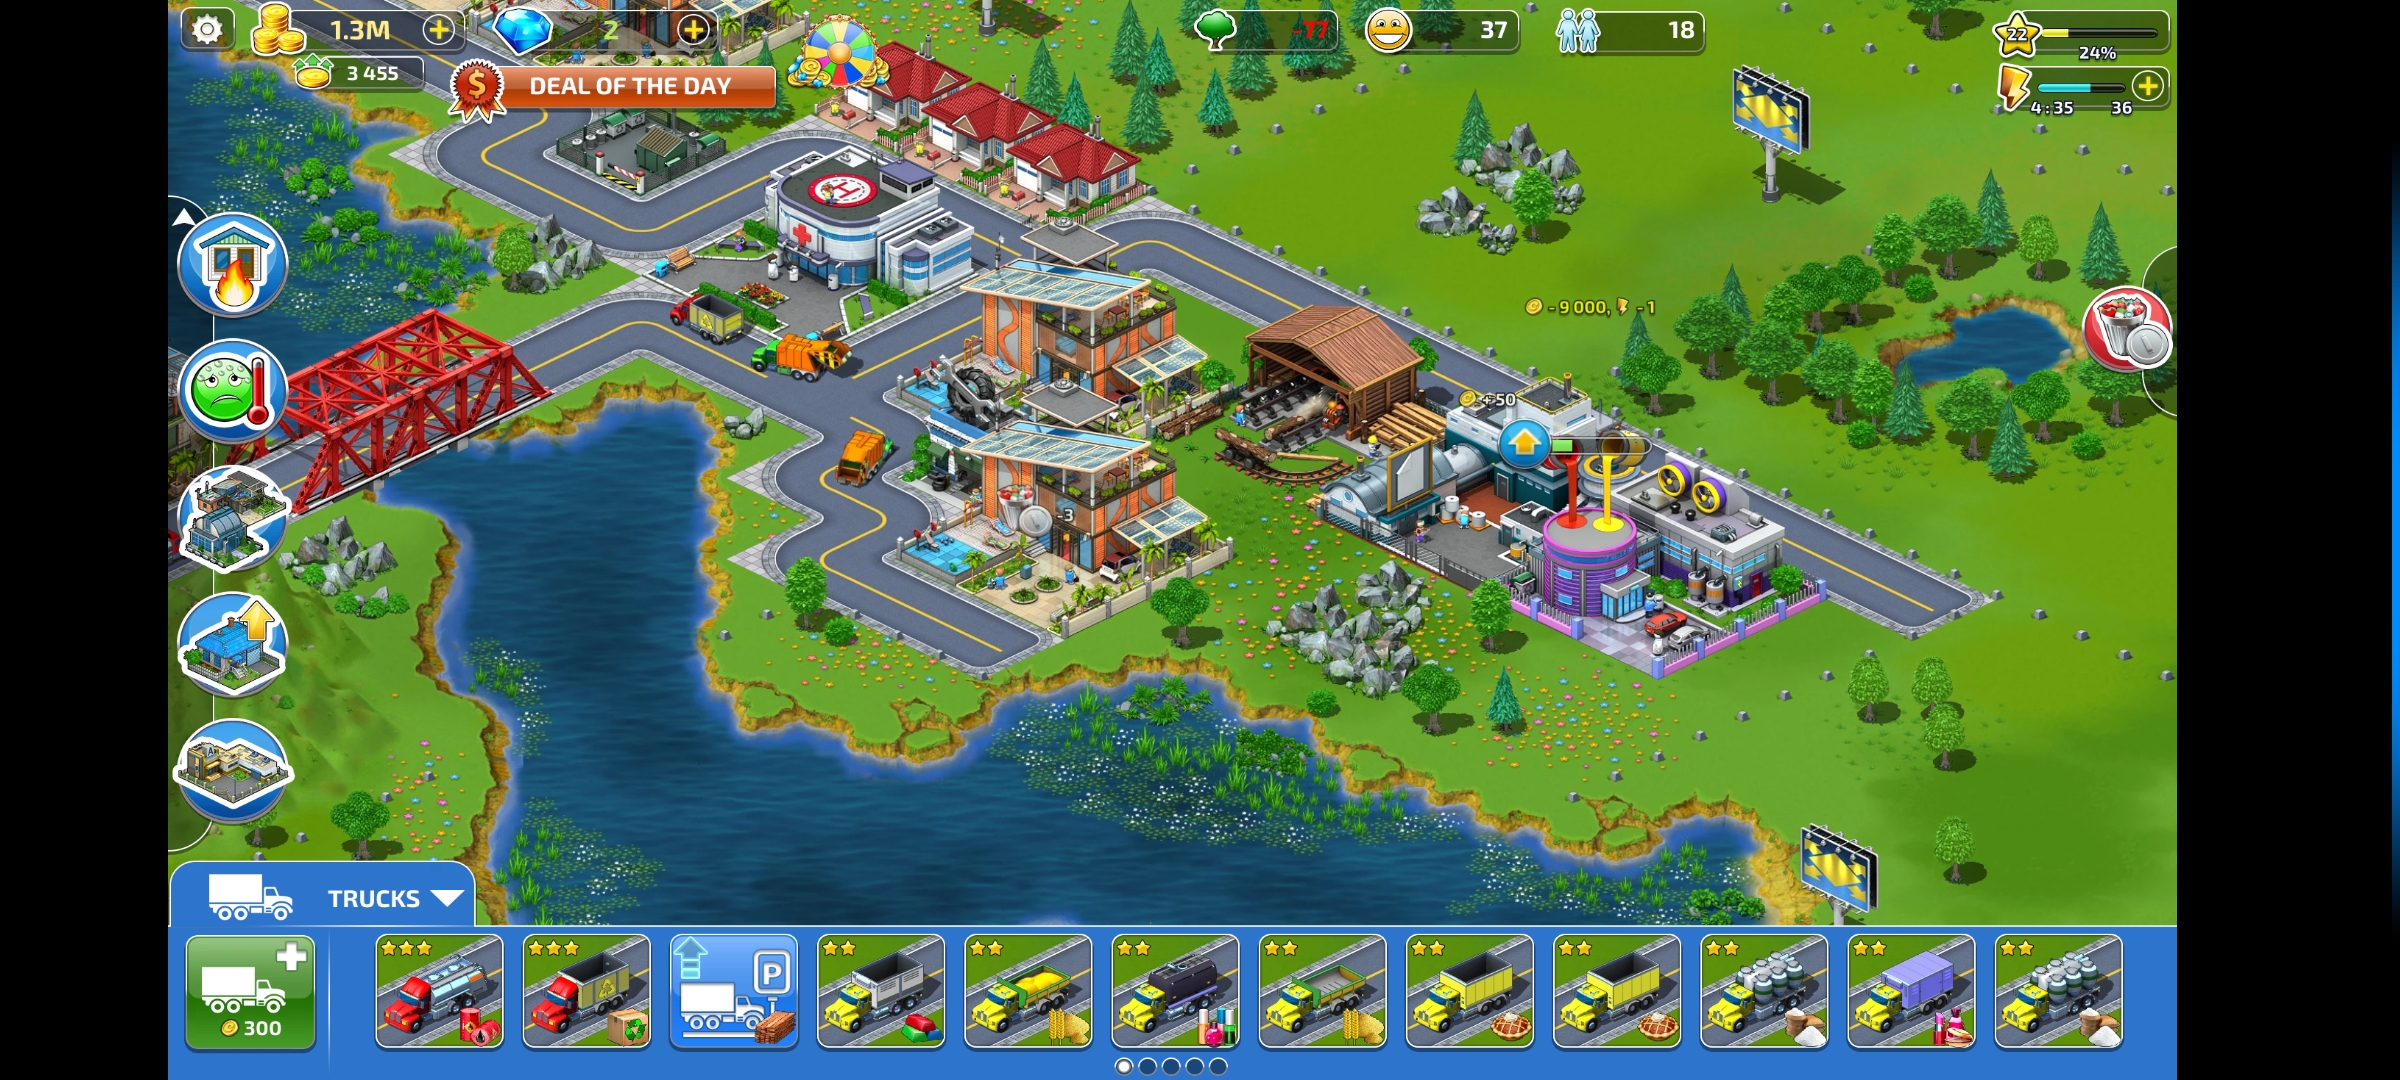 1.3M
2
-77
37
18
22
24%
3 455
DEAL OF THE DAY
4:35
36
H
-9 000, -1
+50
-3
TRUCKS
P
300